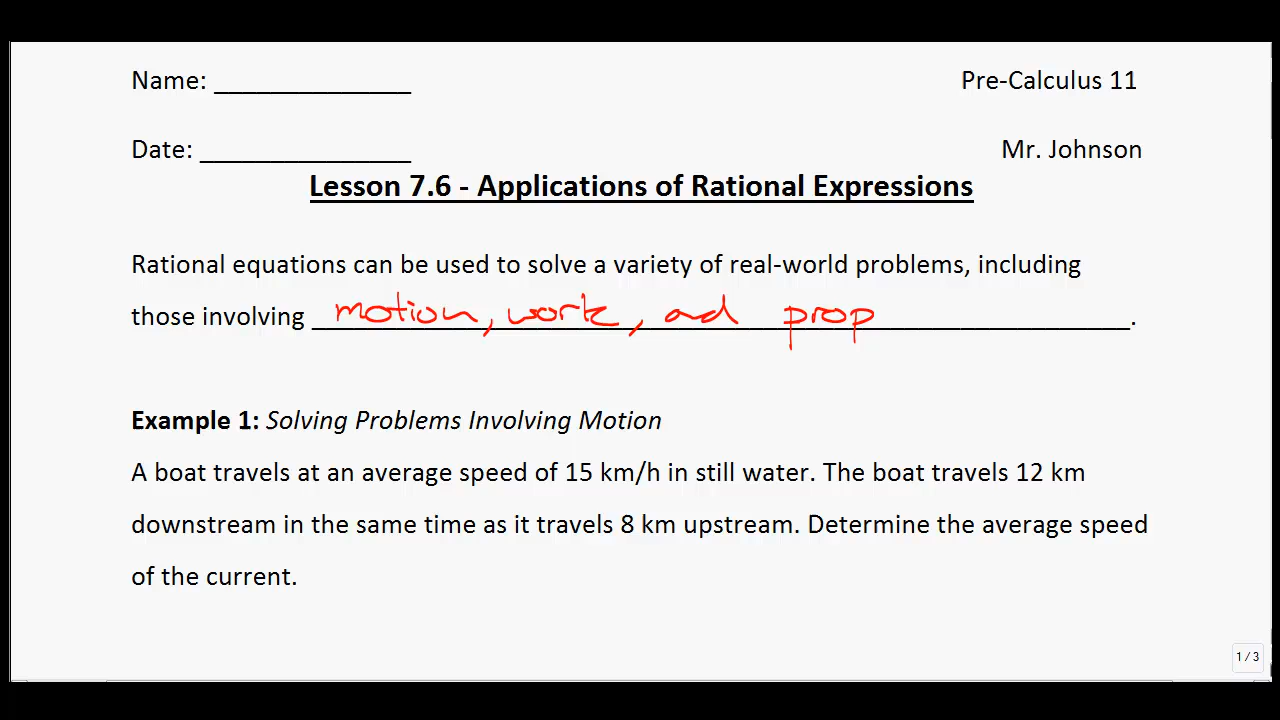 Name: ______________ Pre-Calculus 11
Date: _______________ Mr. Johnson
Lesson 7.6 - Applications of Rational Expressions
Rational equations can be used to solve a variety of real-world problems, including
those involving motion, work, and prop.
Example 1: Solving Problems Involving Motion
A boat travels at an average speed of 15 km/h in still water. The boat travels 12 km
downstream in the same time as it travels 8 km upstream. Determine the average speed
of the current.
1 / 3